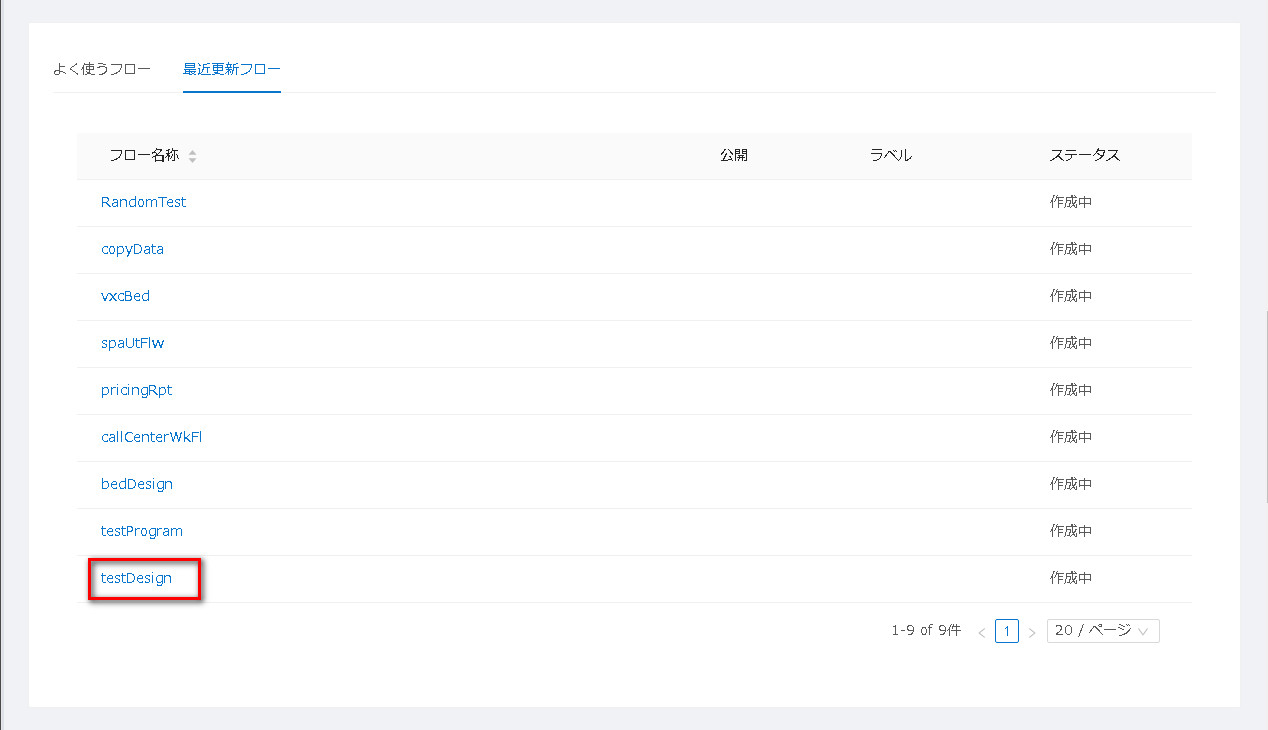 よく使うフロー 最近更新フロー
フロー名称 公開 ラベル ステータス
RandomTest 作成中
copyData 作成中
vxcBed 作成中
spaUtFlw 作成中
pricingRpt 作成中
callCenterWkFl 作成中
bedDesign 作成中
testProgram 作成中
testDesign 作成中
1-9 of 9件 < 1 > 20 / ページ